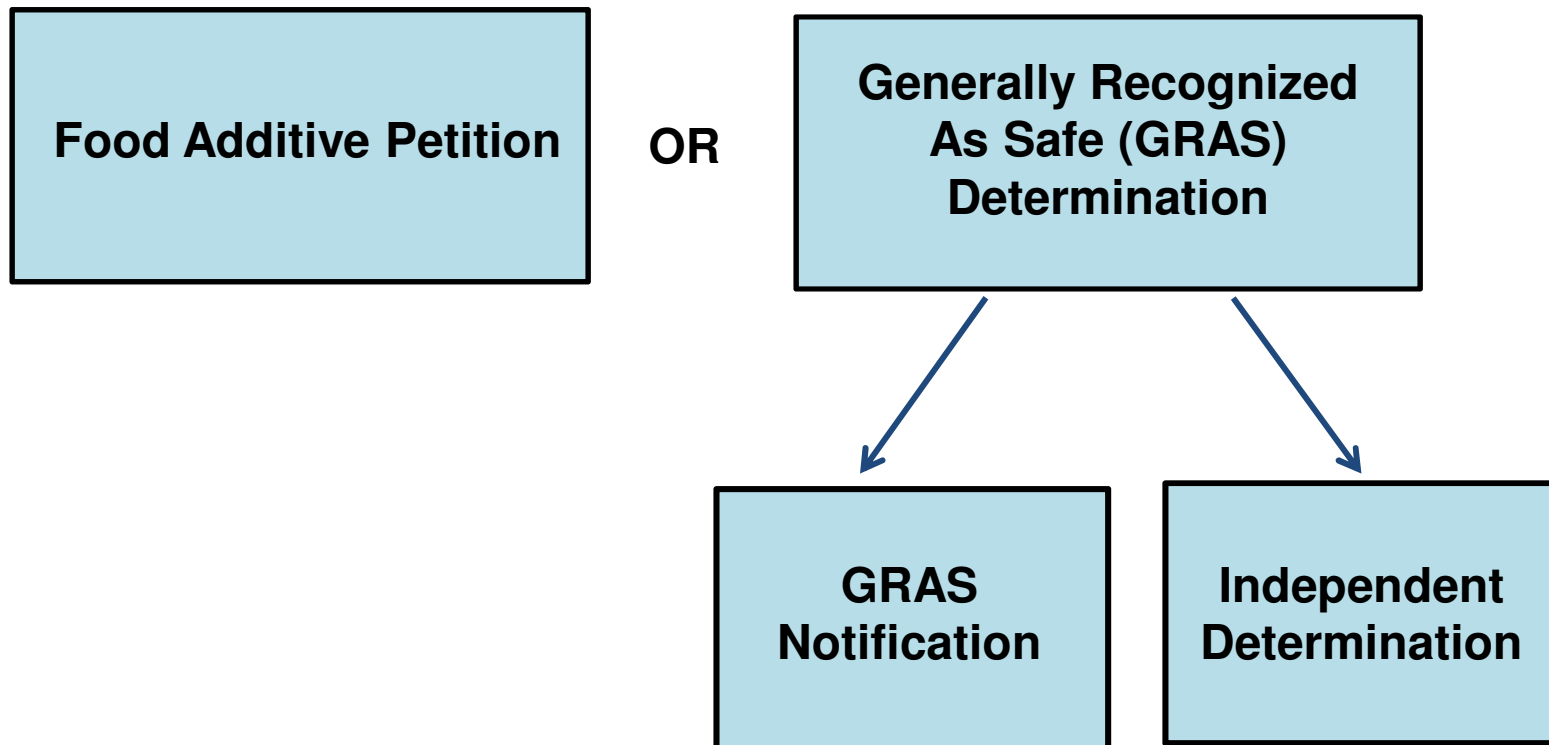 Food Additive Petition
OR
Generally Recognized
As Safe (GRAS)
Determination
GRAS
Notification
Independent
Determination